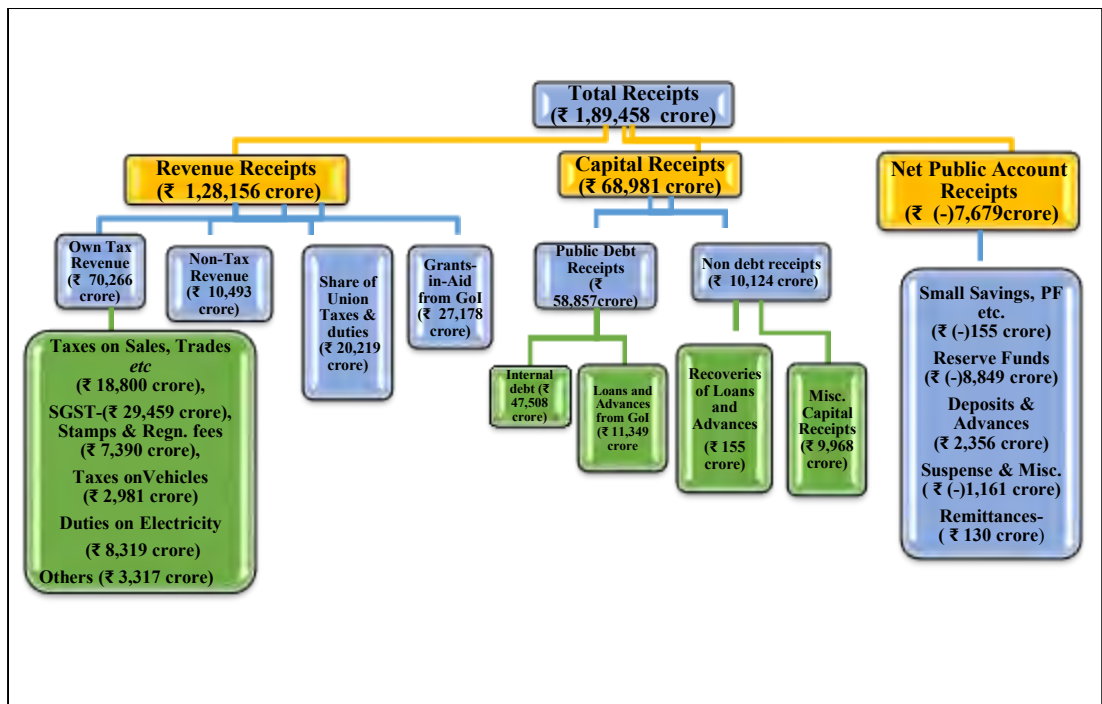 Total Receipts
(₹ 1,89,458 crore)
Revenue Receipts
(₹ 1,28,156 crore)
Capital Receipts
(₹ 68,981 crore)
Net Public Account
Receipts
(₹ (-)7,679crore)
Own Tax
Revenue
(₹ 70,266
crore)
Non-Tax
Revenue
(₹ 10,493
crore)
Share of
Union
Taxes &
duties
(₹ 20,219
crore)
Grants-
in-Aid
from GoI
(₹ 27,178
crore)
Public Debt
Receipts
(₹
58,857crore)
Non debt receipts
(₹ 10,124 crore)
Taxes on Sales, Trades
etc
(₹ 18,800 crore),
SGST-(₹ 29,459 crore),
Stamps & Regn. fees
(₹ 7,390 crore),
Taxes onVehicles
(₹ 2,981 crore)
Duties on Electricity
(₹ 8,319 crore)
Others (₹ 3,317 crore)
Internal
debt (₹
47,508
crore)
Loans and
Advances
from GoI
(₹ 11,349
crore
Recoveries
of Loans
and
Advances
(₹ 155
crore)
Misc.
Capital
Receipts
(₹ 9,968
crore)
Small Savings, PF
etc.
(₹ (-)155 crore)
Reserve Funds
(₹ (-)8,849 crore)
Deposits &
Advances
(₹ 2,356 crore)
Suspense & Misc.
( ₹ (-)1,161 crore)
Remittances-
( ₹ 130 crore)